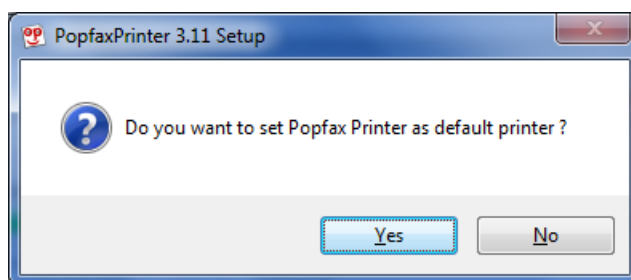 PopfaxPrinter 3.11 Setup
Do you want to set Popfax Printer as default printer ?
Yes
No